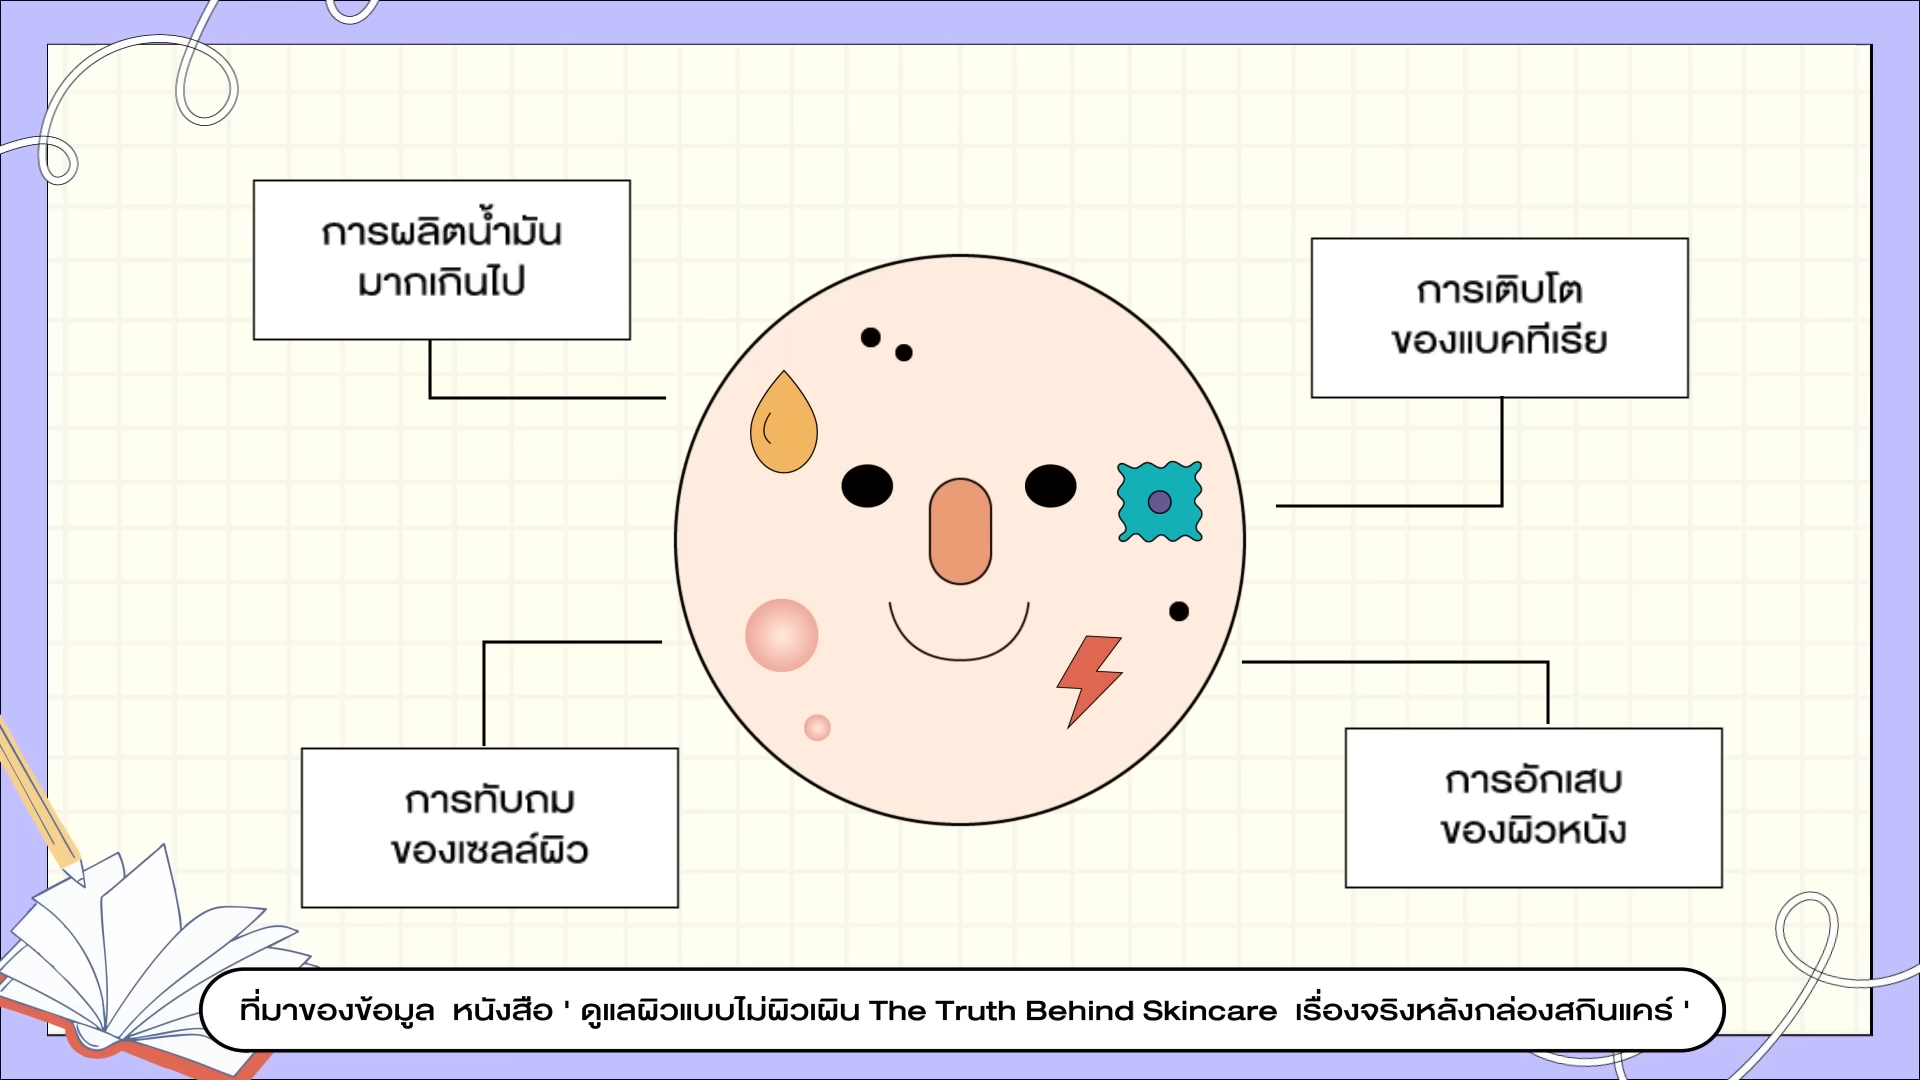 การผลิตน้ำมัน
มากเกินไป
การเติบโต
ของแบคทีเรีย
การทับถม
ของเซลล์ผิว
การอักเสบ
ของผิวหนัง
ที่มาของข้อมูล หนังสือ ' ดูแลผิวแบบไม่ผิวเผิน The Truth Behind Skincare เรื่องจริงหลังกล่องสกินแคร์ '